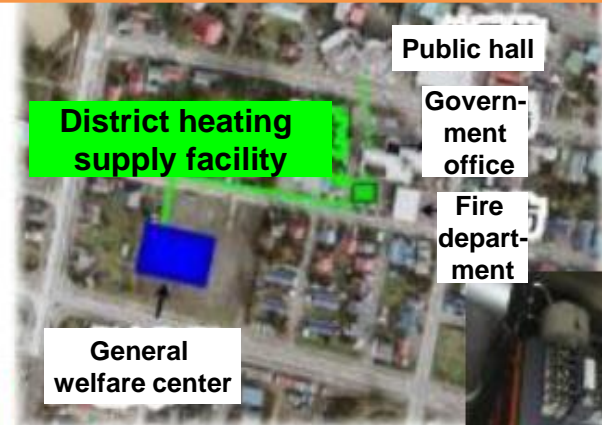 Public hall
District heating
supply facility
Govern-
ment
office
Fire
depart-
ment
General
welfare center